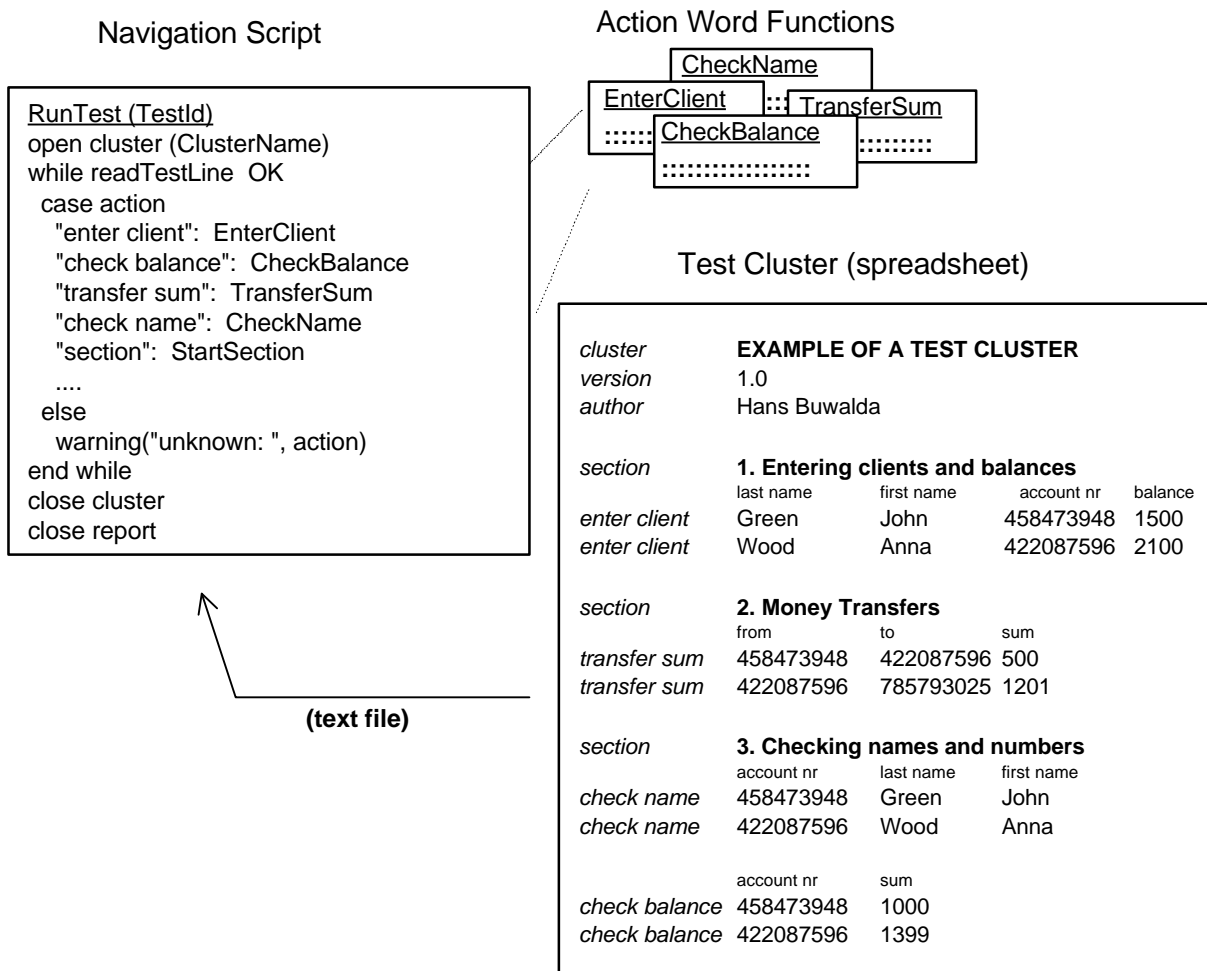 Navigation Script
RunTest (TestId)
open cluster (ClusterName)
while readTestLine OK
case action
"enter client": EnterClient
"check balance": CheckBalance
"transfer sum": TransferSum
"check name": CheckName
"section": StartSection
....
else
warning("unknown: ", action)
end while
close cluster
close report
(text file)
Action Word Functions
CheckName
EnterClient
TransferSum
CheckBalance
Test Cluster (spreadsheet)
cluster EXAMPLE OF A TEST CLUSTER
version 1.0
author Hans Buwalda
section 1. Entering clients and balances
last name first name account nr balance
enter client Green John 458473948 1500
enter client Wood Anna 422087596 2100
section 2. Money Transfers
from to sum
transfer sum 458473948 422087596 500
transfer sum 422087596 785793025 1201
section 3. Checking names and numbers
account nr last name first name
check name 458473948 Green John
check name 422087596 Wood Anna
account nr sum
check balance 458473948 1000
check balance 422087596 1399